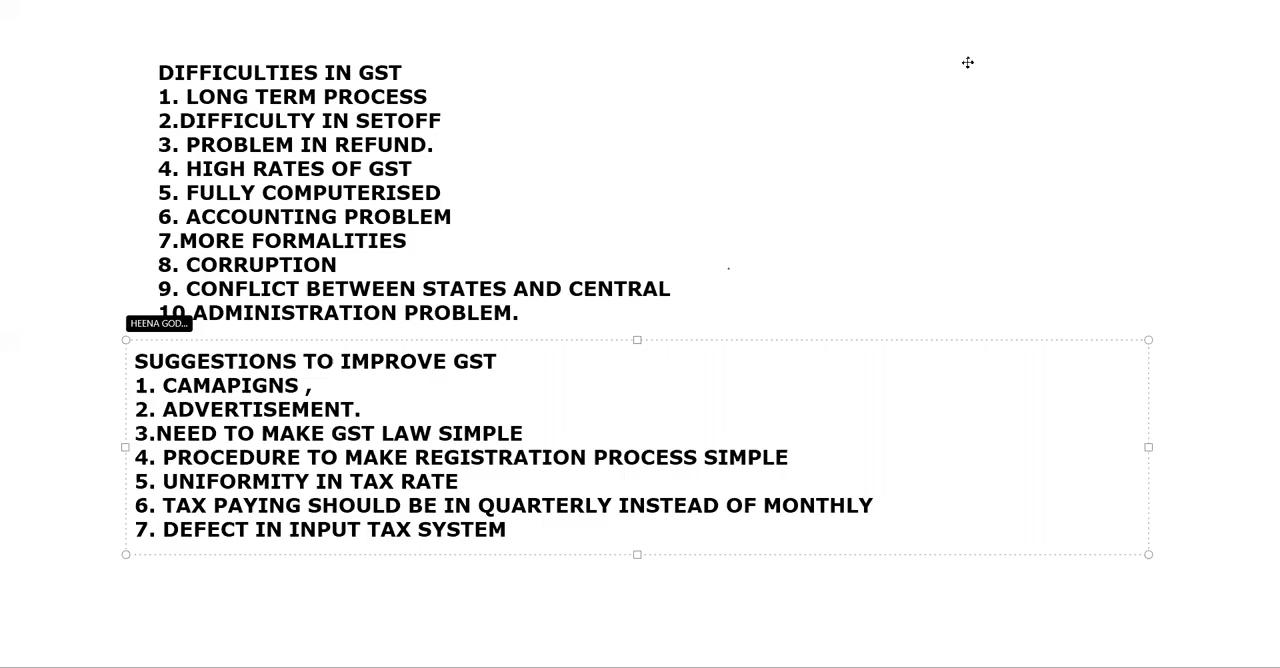 DIFFICULTIES IN GST
1. LONG TERM PROCESS
2.DIFFICULTY IN SETOFF
3. PROBLEM IN REFUND.
4. HIGH RATES OF GST
5. FULLY COMPUTERISED
6. ACCOUNTING PROBLEM
7.MORE FORMALITIES
8. CORRUPTION
9. CONFLICT BETWEEN STATES AND CENTRAL
10.ADMINISTRATION PROBLEM.
HEENA GOD...
SUGGESTIONS TO IMPROVE GST
1. CAMAPIGNS ,
2. ADVERTISEMENT.
3.NEED TO MAKE GST LAW SIMPLE
4. PROCEDURE TO MAKE REGISTRATION PROCESS SIMPLE
5. UNIFORMITY IN TAX RATE
6. TAX PAYING SHOULD BE IN QUARTERLY INSTEAD OF MONTHLY
7. DEFECT IN INPUT TAX SYSTEM